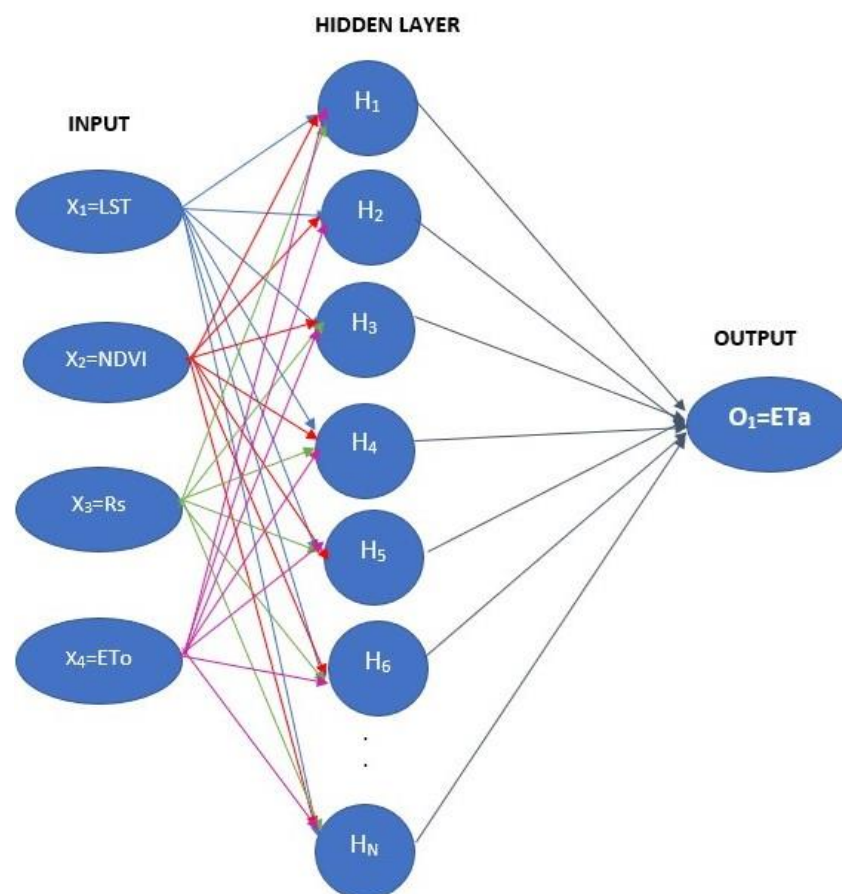 HIDDEN LAYER
INPUT
OUTPUT
X₁=LST
X₂=NDVI
X₃=Rs
X₄=ETo
H₁
H₂
H₃
H₄
H₅
H₆
.
.
H_N
O₁=ETa